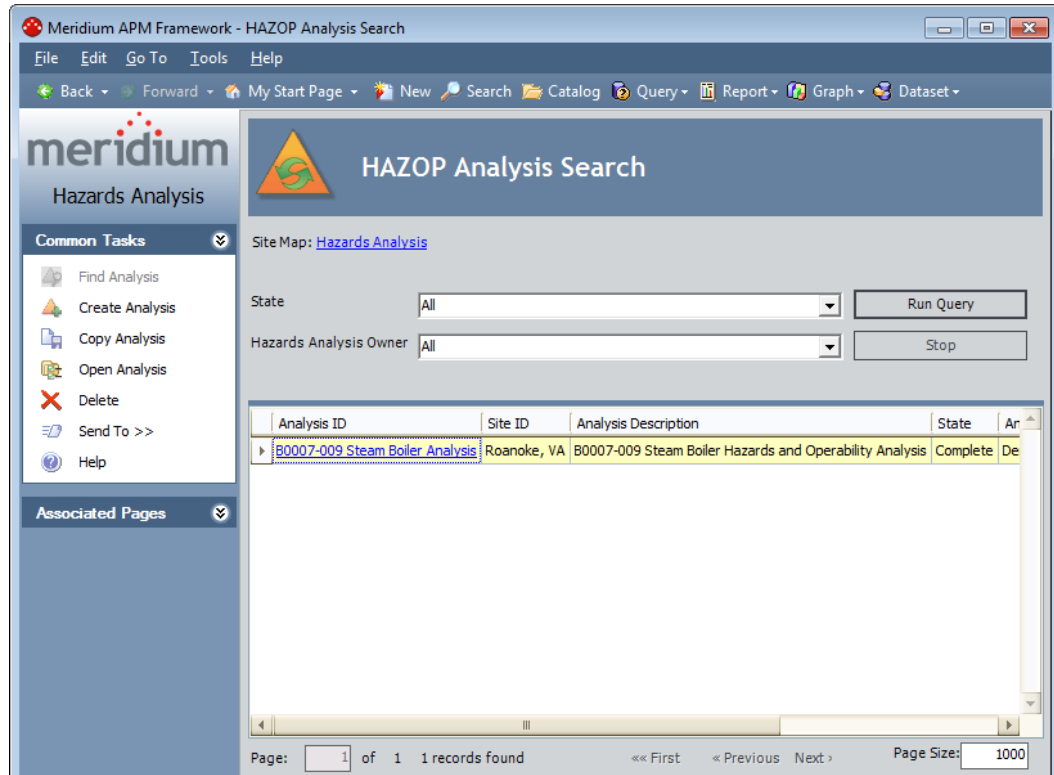 Meridium APM Framework - HAZOP Analysis Search
File Edit Go To Tools Help
Back Forward My Start Page New Search Catalog Query Report Graph Dataset
meridium
Hazards Analysis
HAZOP Analysis Search
Common Tasks
Find Analysis
Create Analysis
Copy Analysis
Open Analysis
Delete
Send To >>
Help
Associated Pages
Site Map: Hazards Analysis
State All Run Query
Hazards Analysis Owner All Stop
Analysis ID Site ID Analysis Description State An
B0007-009 Steam Boiler Analysis Roanoke, VA B0007-009 Steam Boiler Hazards and Operability Analysis Complete De
Page: 1 of 1 1 records found «« First « Previous Next › Page Size: 1000